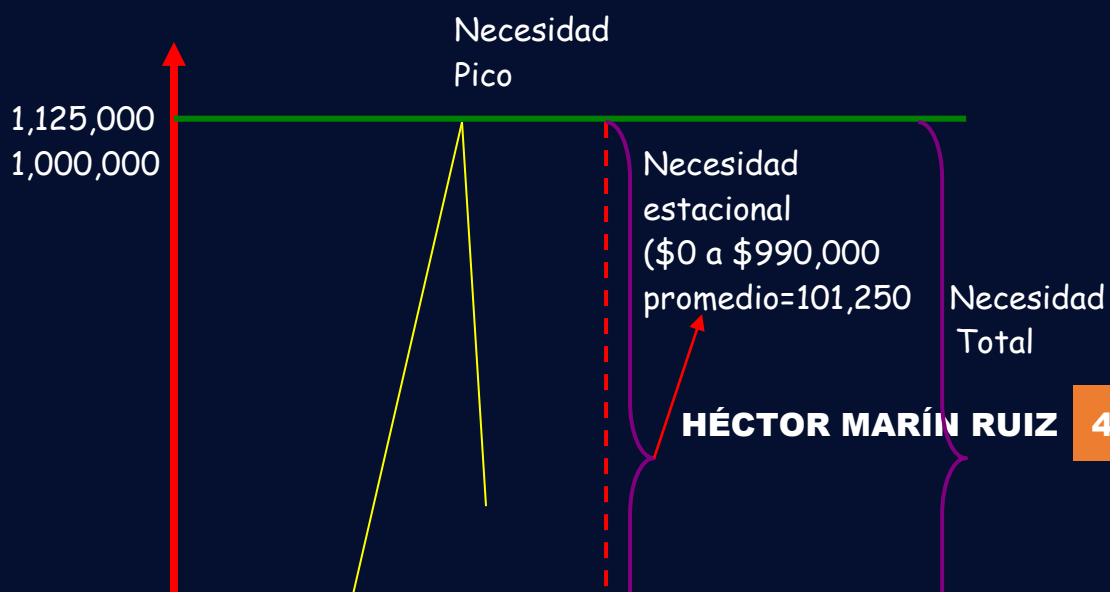 Necesidad
Pico
1,125,000
1,000,000
Necesidad
estacional
($0 a $990,000
promedio=101,250
Necesidad
Total
HÉCTOR MARÍN RUIZ
4